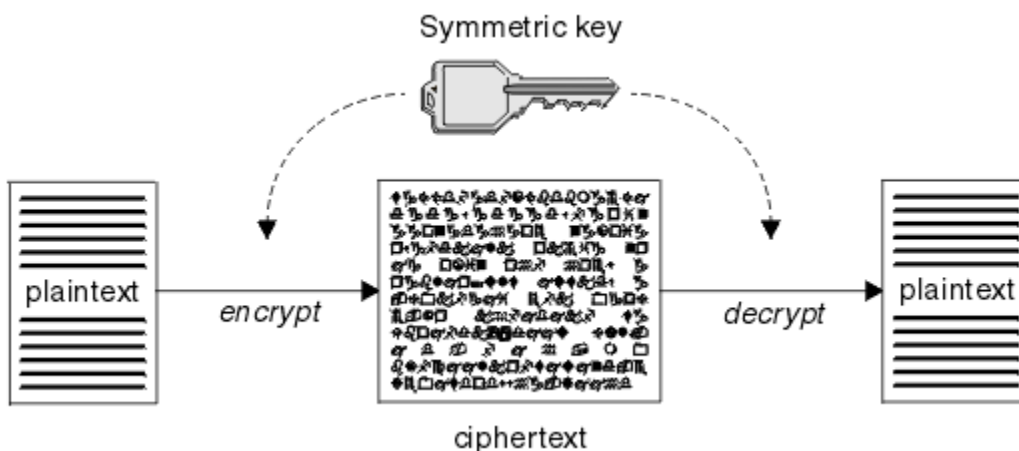 Symmetric key
plaintext
encrypt
decrypt
plaintext
ciphertext